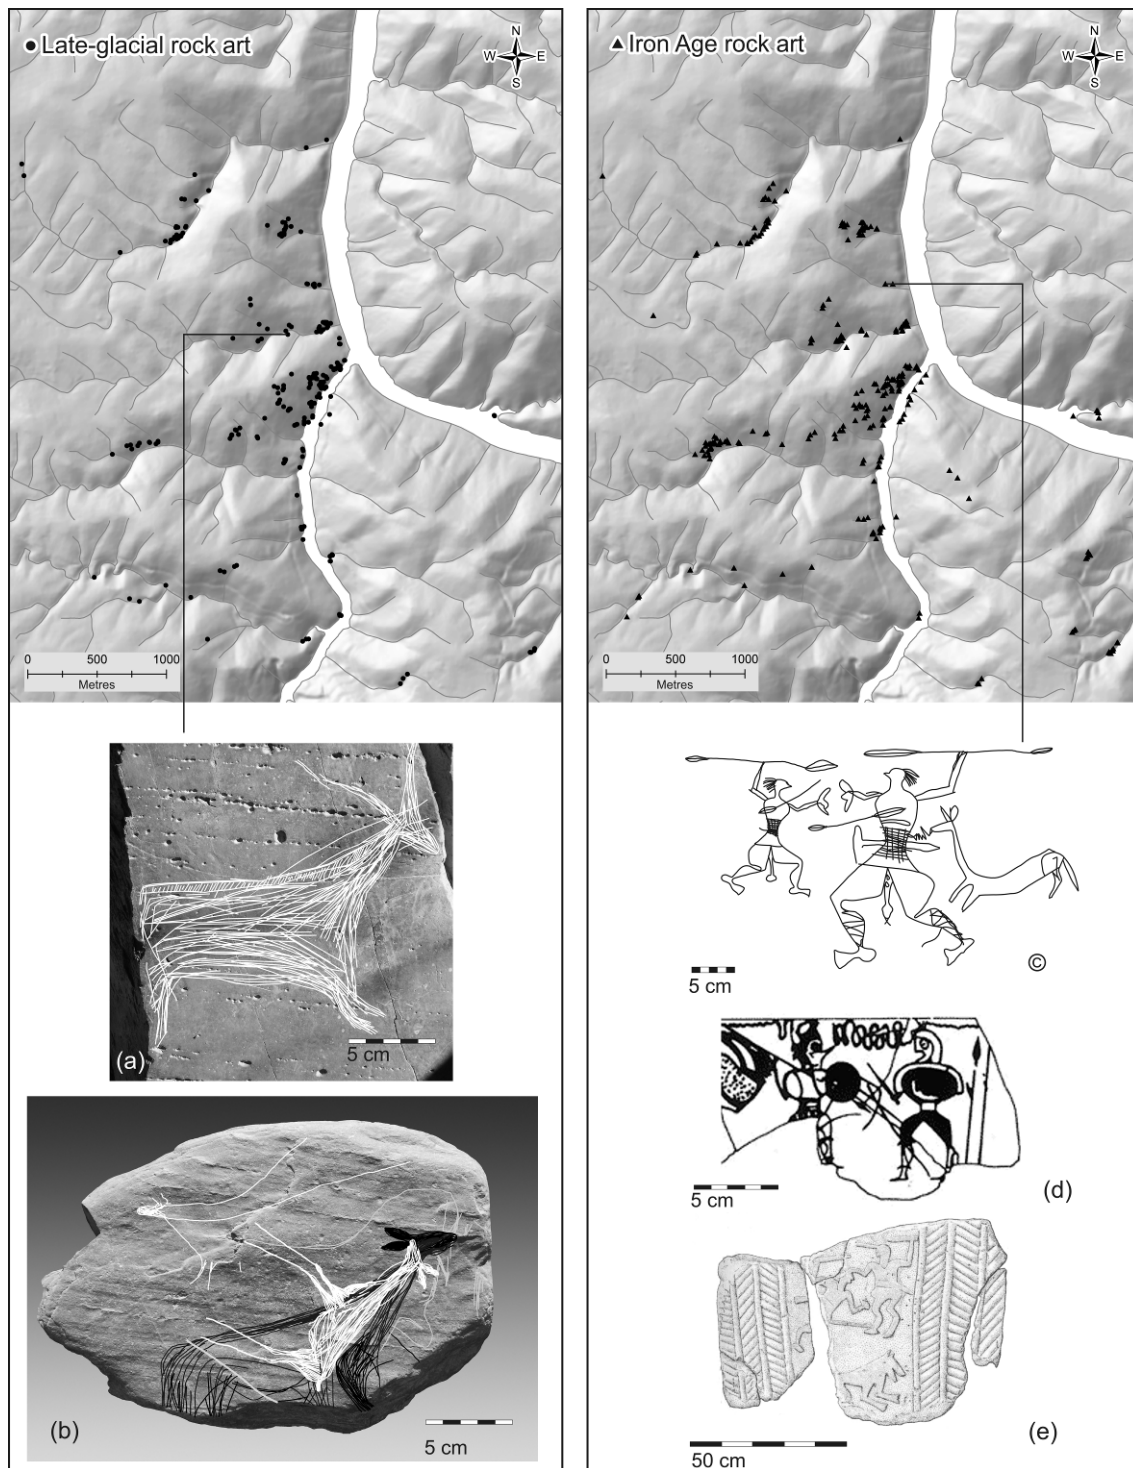 Late-glacial rock art
N
W E
S
0 500 1000
Metres
5 cm
(a)
5 cm
(b)
Iron Age rock art
N
W E
S
0 500 1000
Metres
5 cm
©
5 cm
(d)
50 cm
(e)